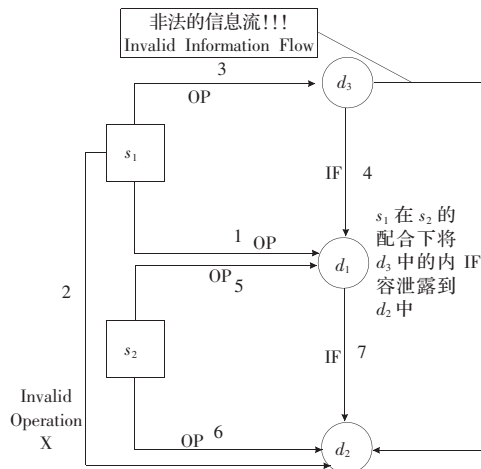 非法的信息流!!!
Invalid Information Flow
3
OP
d3
s1
IF 4
1 OP
s1 在 s2 的
配合下将
d3 中的内 IF
容泄露到
d2 中
d1
2
OP
5
s2
IF 7
Invalid
Operation
X
OP 6
d2